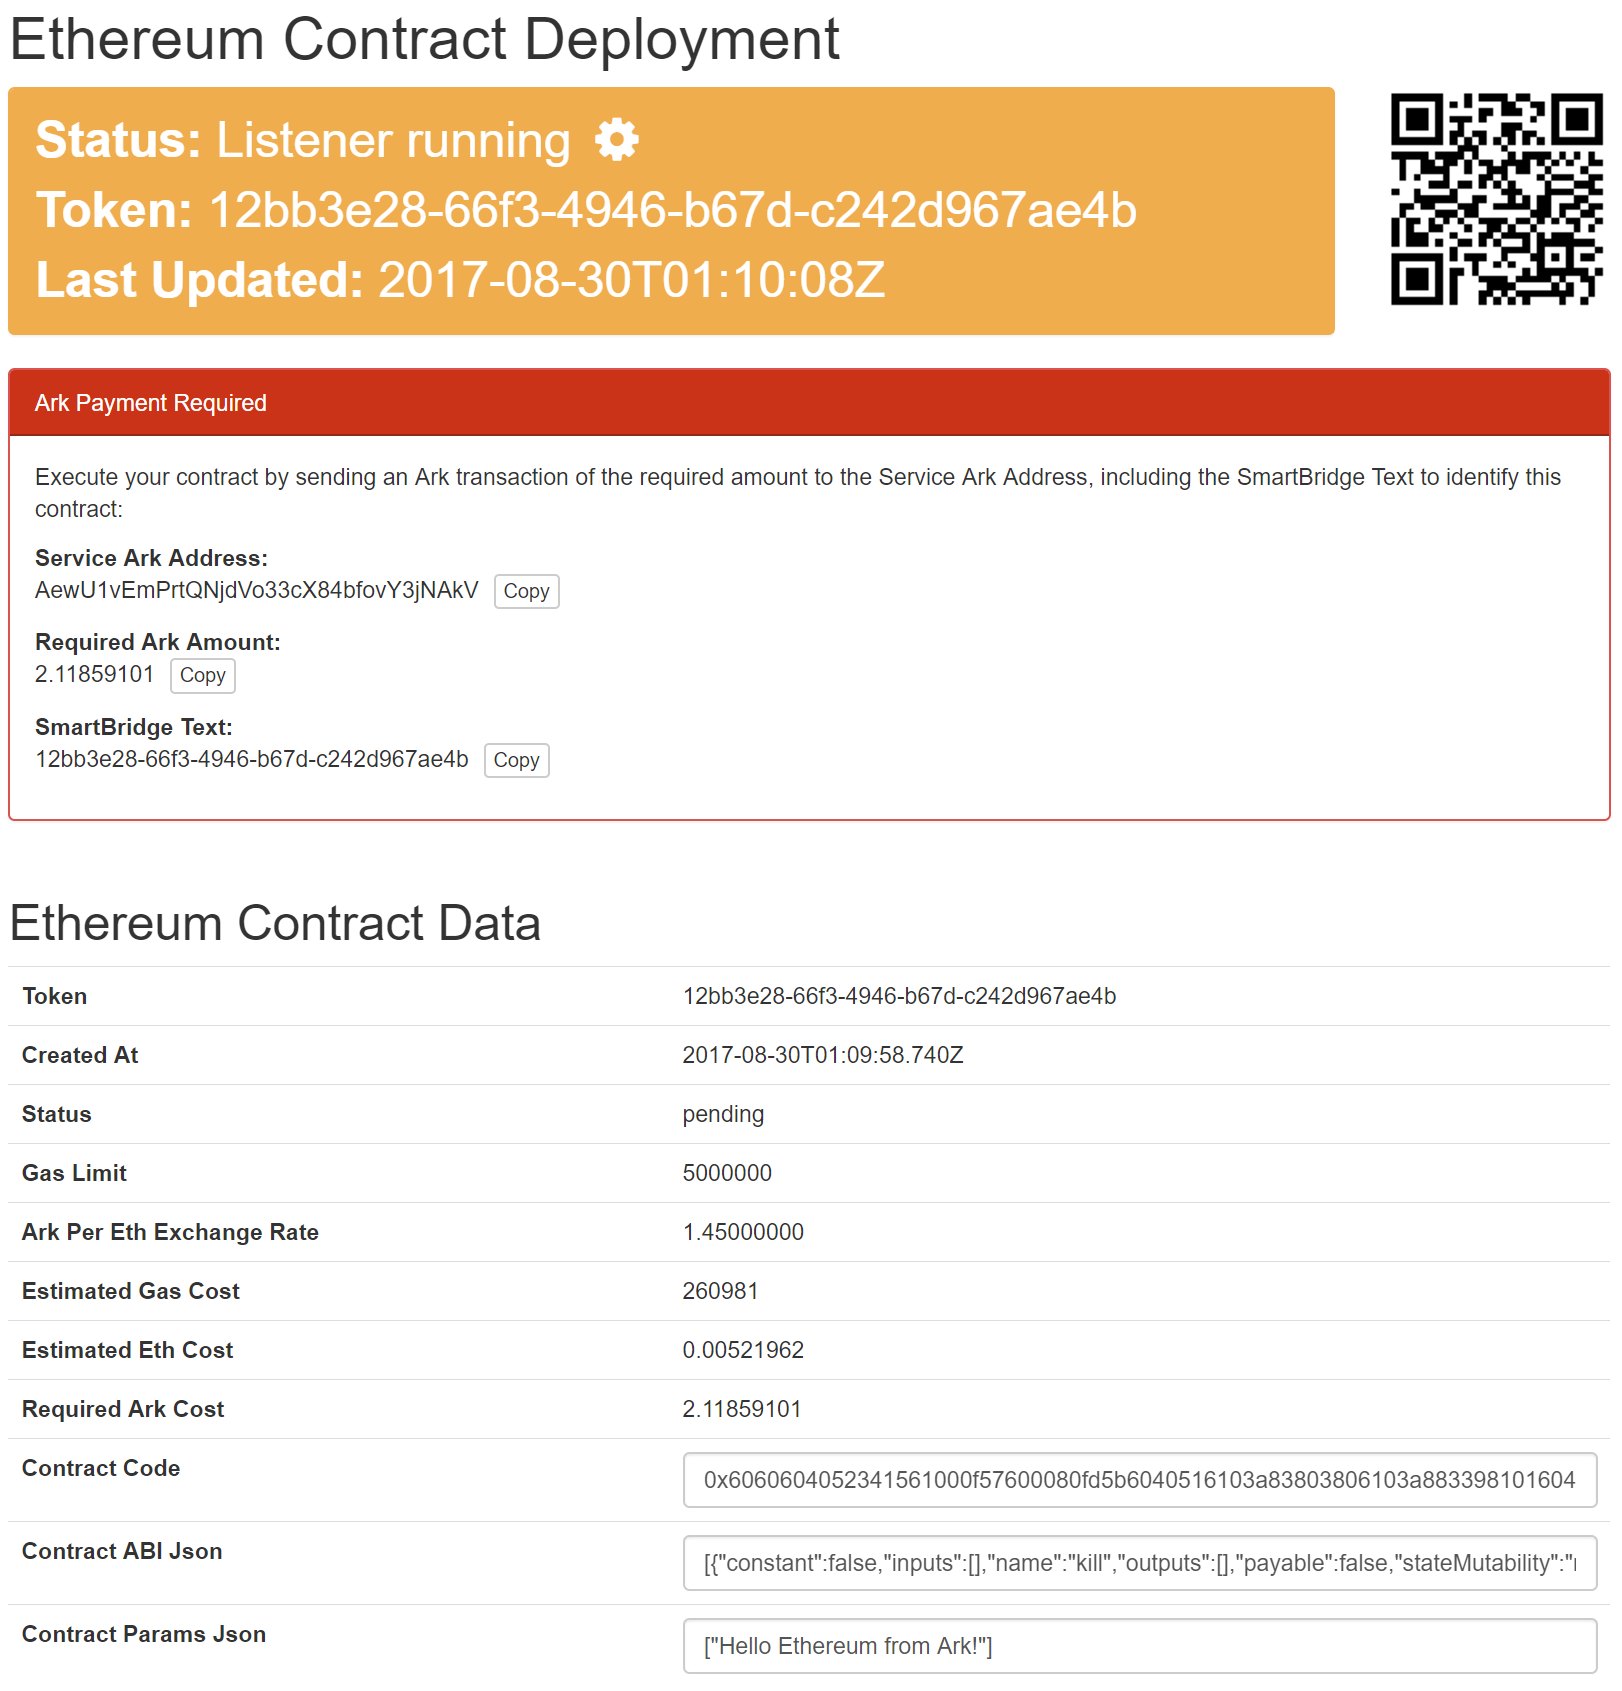 Ethereum Contract Deployment
Status: Listener running
Token: 12bb3e28-66f3-4946-b67d-c242d967ae4b
Last Updated: 2017-08-30T01:10:08Z
Ark Payment Required
Execute your contract by sending an Ark transaction of the required amount to the Service Ark Address, including the SmartBridge Text to identify this
contract:
Service Ark Address:
AewU1vEmPrtQNjdVo33cX84bfovY3jNAkV Copy
Required Ark Amount:
2.11859101 Copy
SmartBridge Text:
12bb3e28-66f3-4946-b67d-c242d967ae4b Copy
Ethereum Contract Data
Token 12bb3e28-66f3-4946-b67d-c242d967ae4b
Created At 2017-08-30T01:09:58.740Z
Status pending
Gas Limit 5000000
Ark Per Eth Exchange Rate 1.45000000
Estimated Gas Cost 260981
Estimated Eth Cost 0.00521962
Required Ark Cost 2.11859101
Contract Code 0x6060604052341561000f57600080fd5b6040516103a83803806103a883398101604
Contract ABI Json [{"constant":false,"inputs":[],"name":"kill","outputs":[],"payable":false,"stateMutability":"
Contract Params Json ["Hello Ethereum from Ark!"]